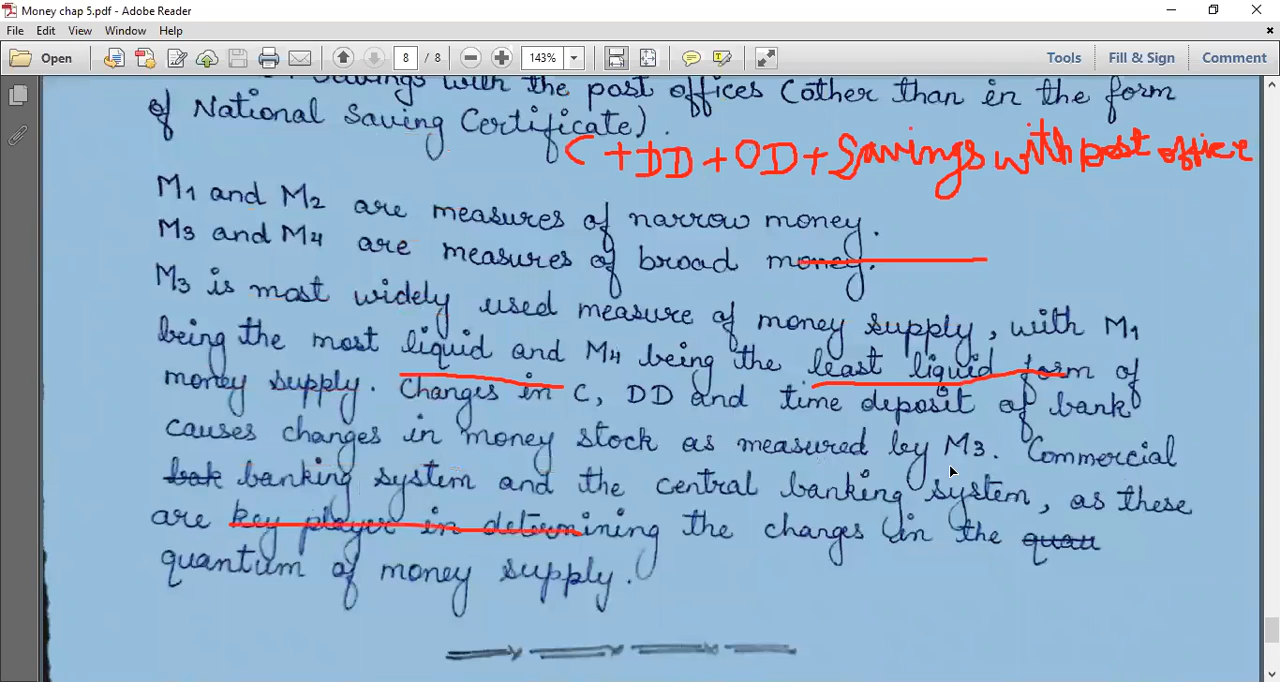 Money chap 5.pdf - Adobe Reader
File Edit View Window Help
Open 8 / 8 143% Tools Fill & Sign Comment
Savings with the post offices (other than in the form
of National Saving Certificate).
C + DD + OD + Savings with post office
M1 and M2 are measures of narrow money.
M3 and M4 are measures of broad money.
M3 is most widely used measure of money supply, with M1
being the most liquid and M4 being the least liquid form of
money supply. Changes in C, DD and time deposit of bank
causes changes in money stock as measured by M3. Commercial
bak banking system and the central banking system, as these
are key player in determining the changes in the quau
quantum of money supply.